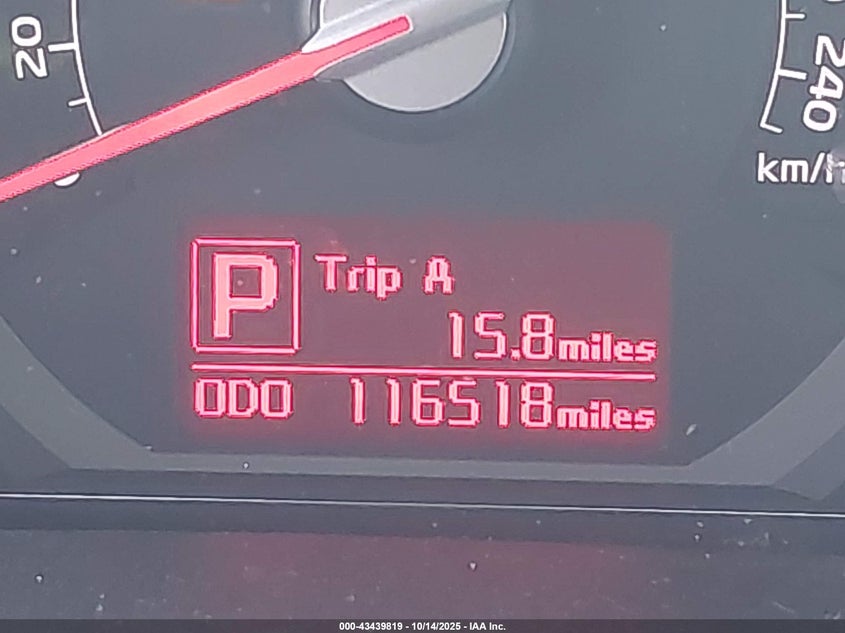 20
240
km/h
P
Trip A
15.8miles
ODO 116518miles
000-43439819 - 10/14/2025 - IAA Inc.